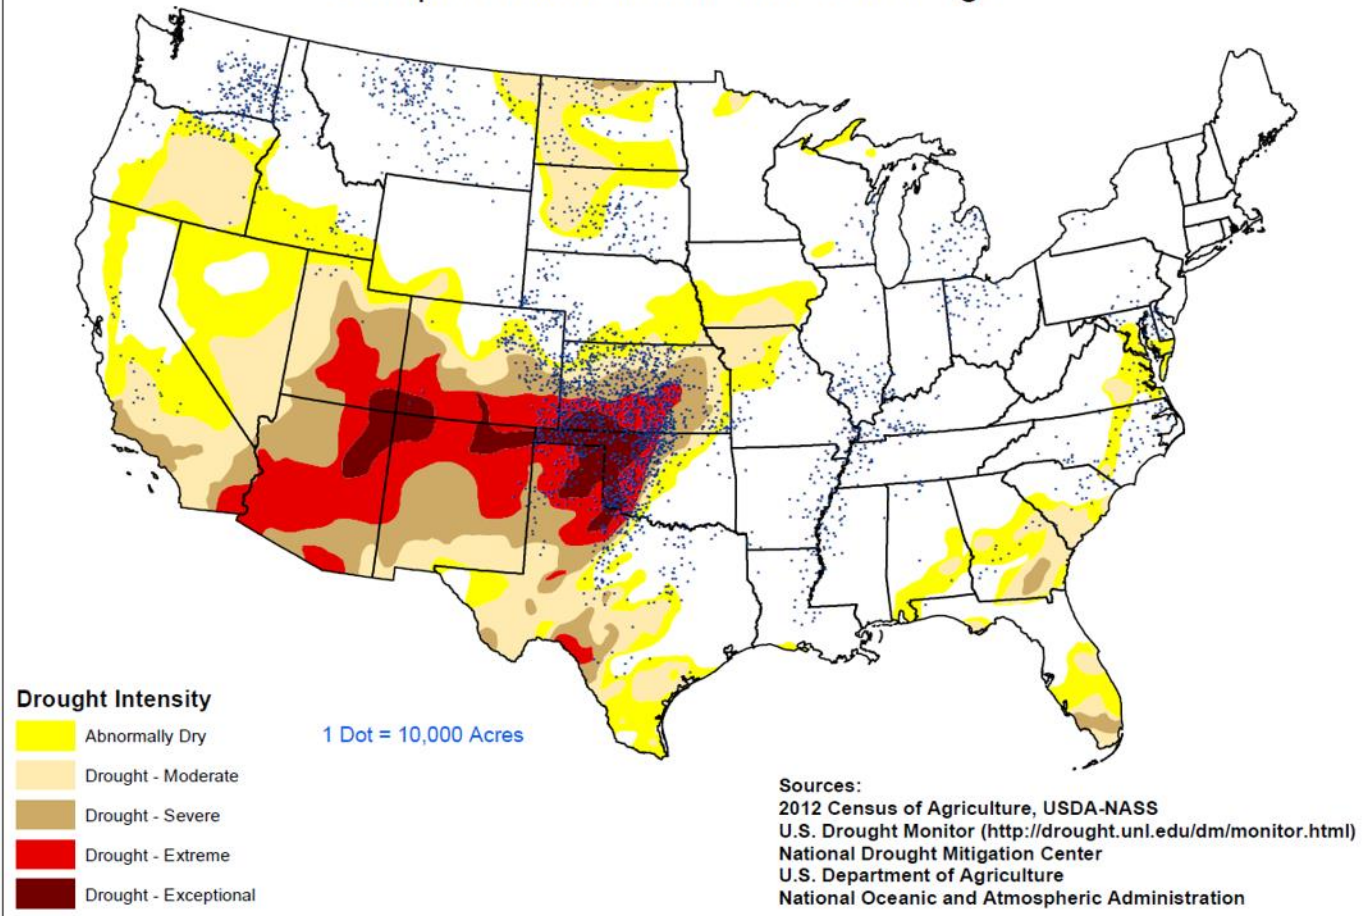 Drought Intensity
Abnormally Dry
Drought - Moderate
Drought - Severe
Drought - Extreme
Drought - Exceptional
1 Dot = 10,000 Acres
Sources:
2012 Census of Agriculture, USDA-NASS
U.S. Drought Monitor (http://drought.unl.edu/dm/monitor.html)
National Drought Mitigation Center
U.S. Department of Agriculture
National Oceanic and Atmospheric Administration